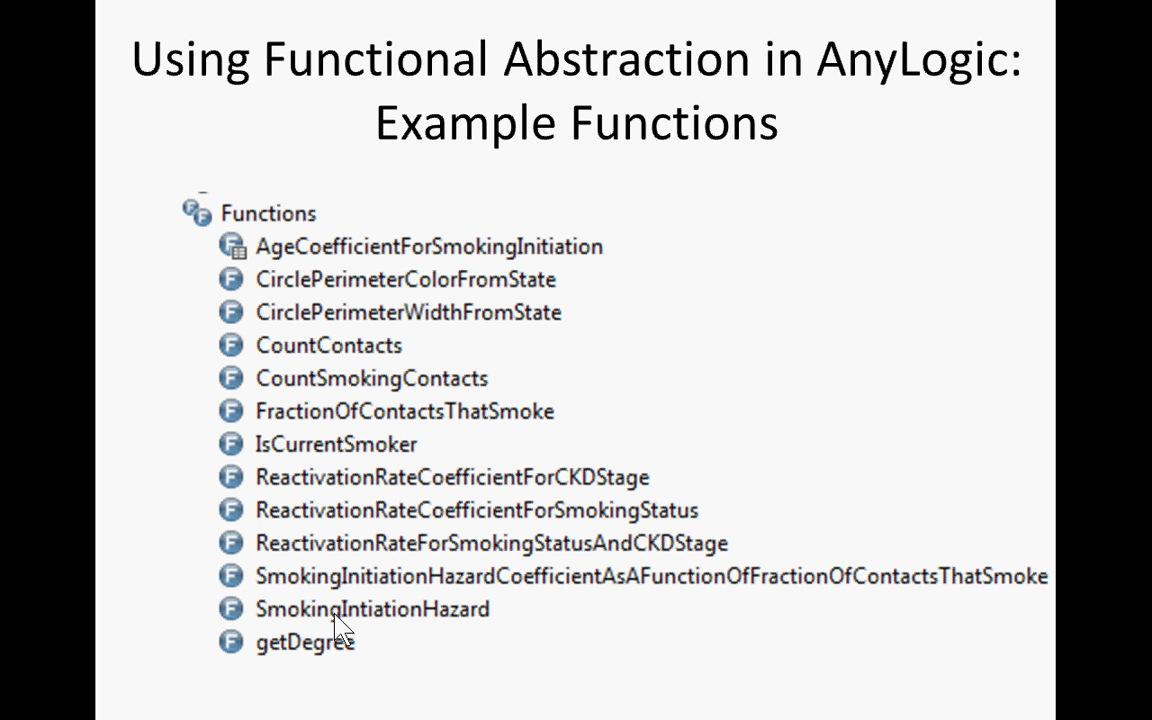 Using Functional Abstraction in AnyLogic:
Example Functions
Functions
AgeCoefficientForSmokingInitiation
CirclePerimeterColorFromState
CirclePerimeterWidthFromState
CountContacts
CountSmokingContacts
FractionOfContactsThatSmoke
IsCurrentSmoker
ReactivationRateCoefficientForCKDStage
ReactivationRateCoefficientForSmokingStatus
ReactivationRateForSmokingStatusAndCKDStage
SmokingInitiationHazardCoefficientAsAFunctionOfFractionOfContactsThatSmoke
SmokingIntiationHazard
getDegree